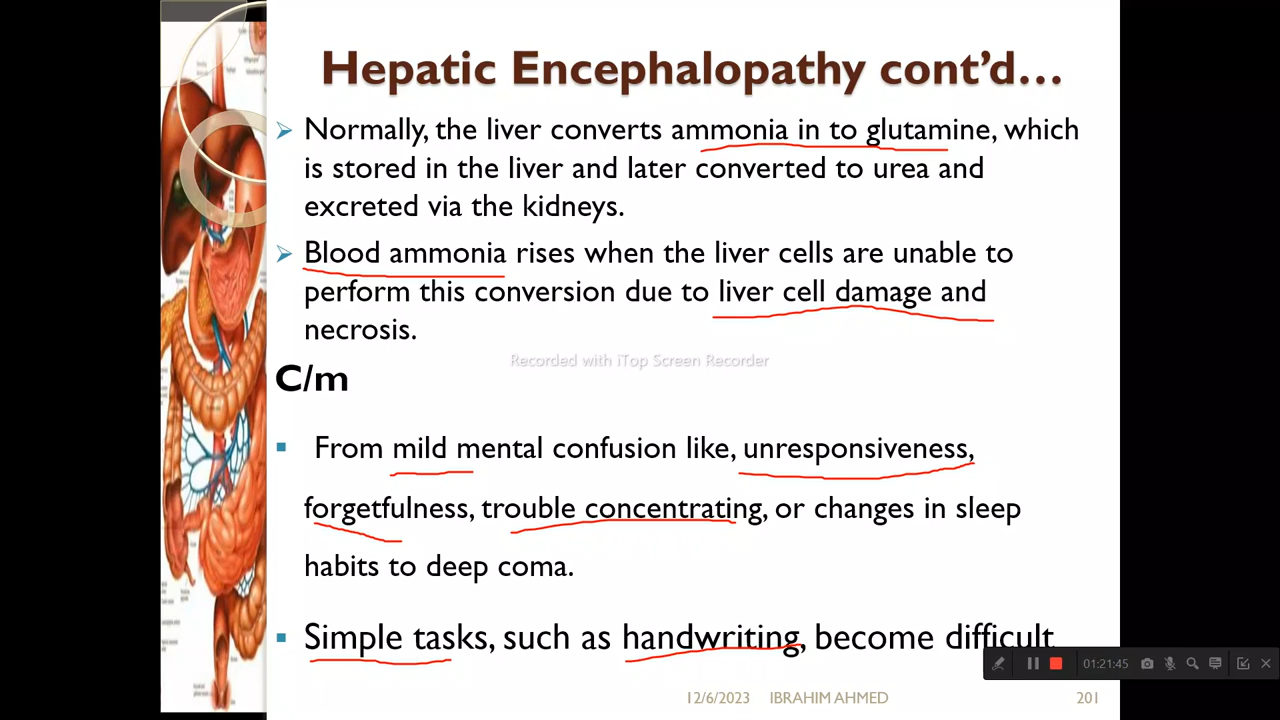 Hepatic Encephalopathy cont’d…
➢ Normally, the liver converts ammonia in to glutamine, which
is stored in the liver and later converted to urea and
excreted via the kidneys.
➢ Blood ammonia rises when the liver cells are unable to
perform this conversion due to liver cell damage and
necrosis.
Recorded with iTop Screen Recorder
C/m
▪ From mild mental confusion like, unresponsiveness,
forgetfulness, trouble concentrating, or changes in sleep
habits to deep coma.
▪ Simple tasks, such as handwriting, become difficult
01:21:45
12/6/2023 IBRAHIM AHMED 201